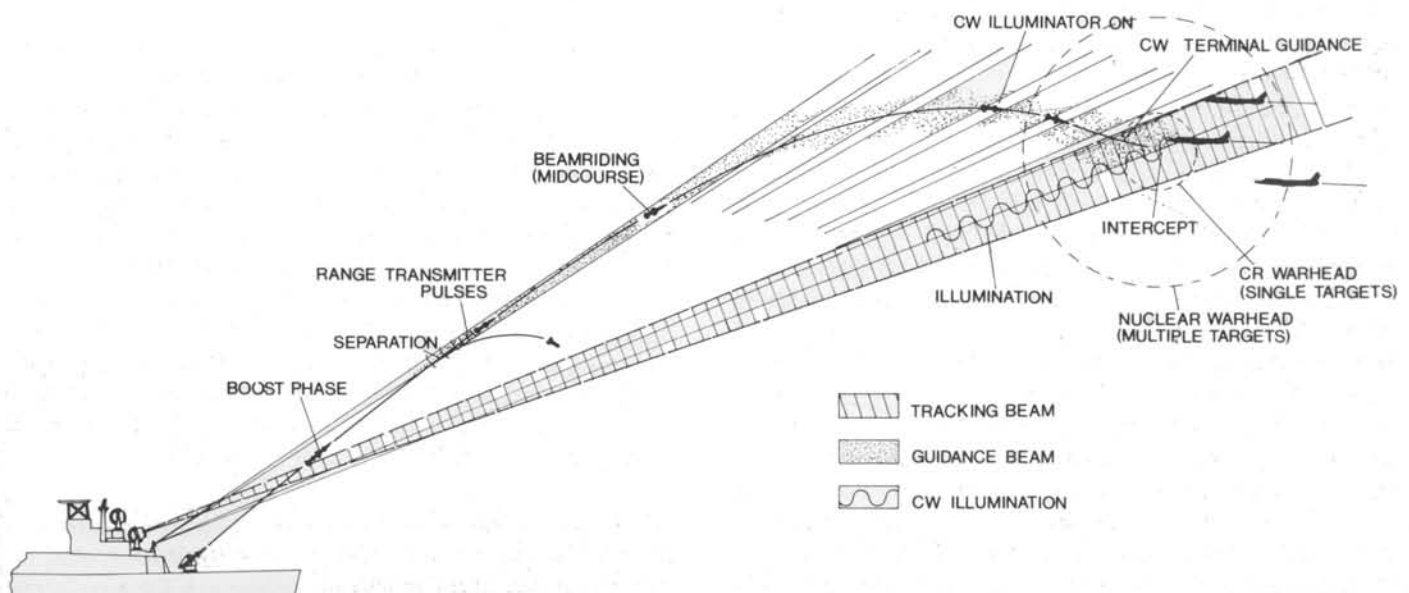 CW ILLUMINATOR ON
CW TERMINAL GUIDANCE
BEAMRIDING
(MIDCOURSE)
INTERCEPT
RANGE TRANSMITTER
PULSES
CR WARHEAD
(SINGLE TARGETS)
ILLUMINATION
NUCLEAR WARHEAD
(MULTIPLE TARGETS)
SEPARATION
BOOST PHASE
TRACKING BEAM
GUIDANCE BEAM
CW ILLUMINATION